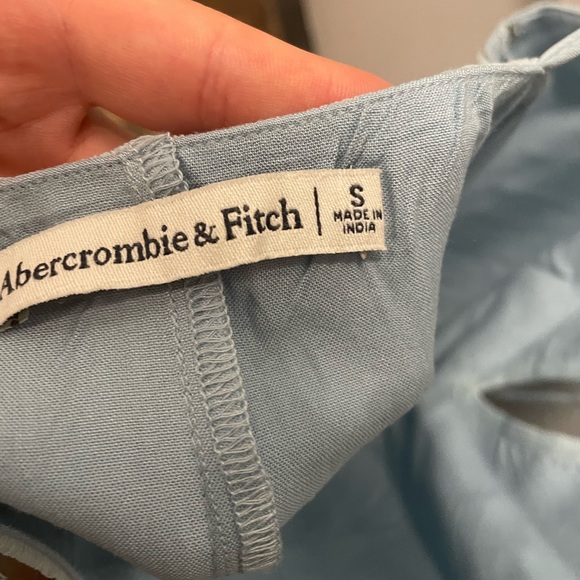 Abercrombie & Fitch | S
MADE IN
INDIA